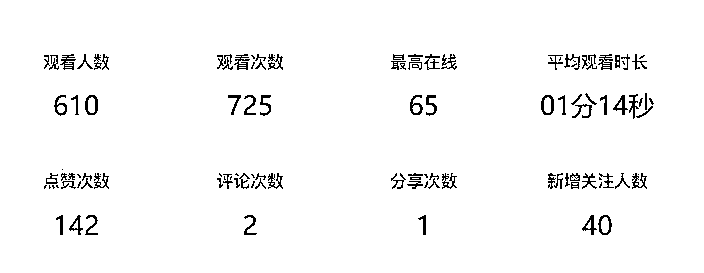 观看人数 观看次数 最高在线 平均观看时长
610 725 65 01分14秒
点赞次数 评论次数 分享次数 新增关注人数
142 2 1 40